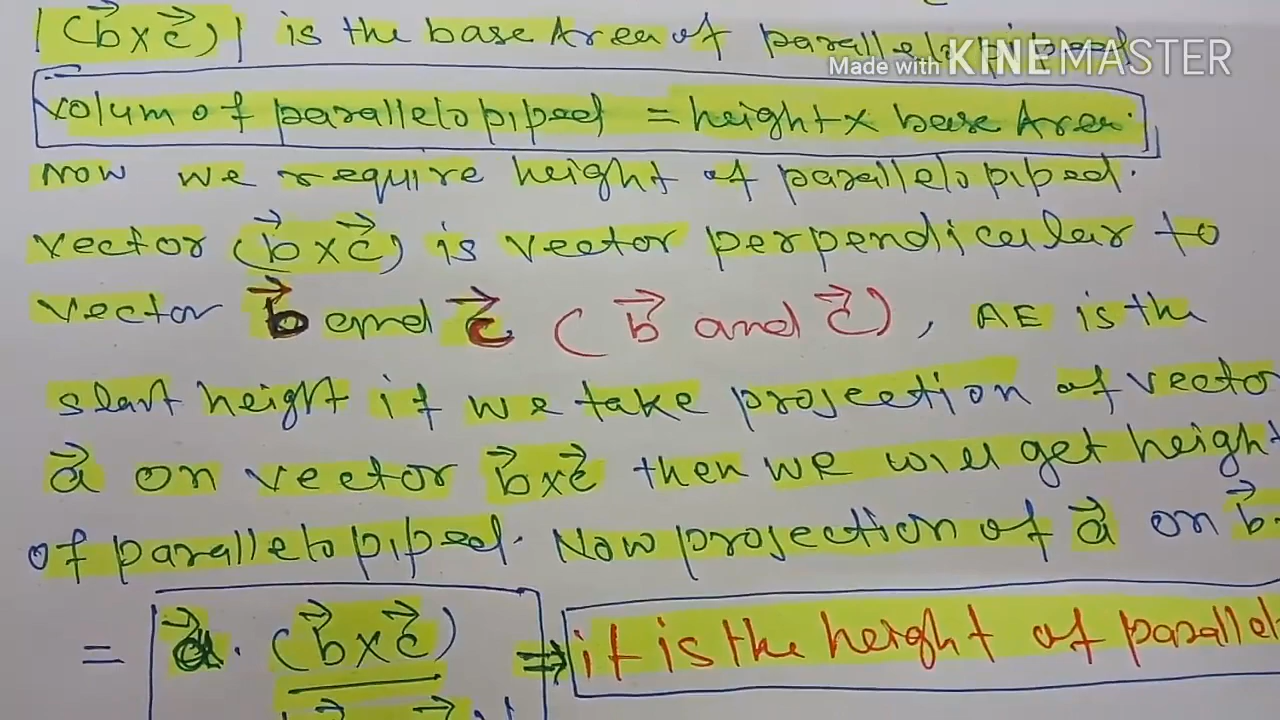 |(b⃗ x c⃗)| is the base Area of parallelopiped
Made with KINEMASTER
volum of parallelopiped = height x base Area.
Now we require height of parallelopiped.
vector (b⃗ x c⃗) is vector perpendicular to
vector b⃗ and c⃗ (b⃗ and c⃗), AE is the
slant height if we take projection of vecto
a⃗ on vector b⃗ x c⃗ then we will get height
of parallelopiped. Now projection of a⃗ on b⃗
= a⃗ . (b⃗ x c⃗) ⇒ it is the height of parallel